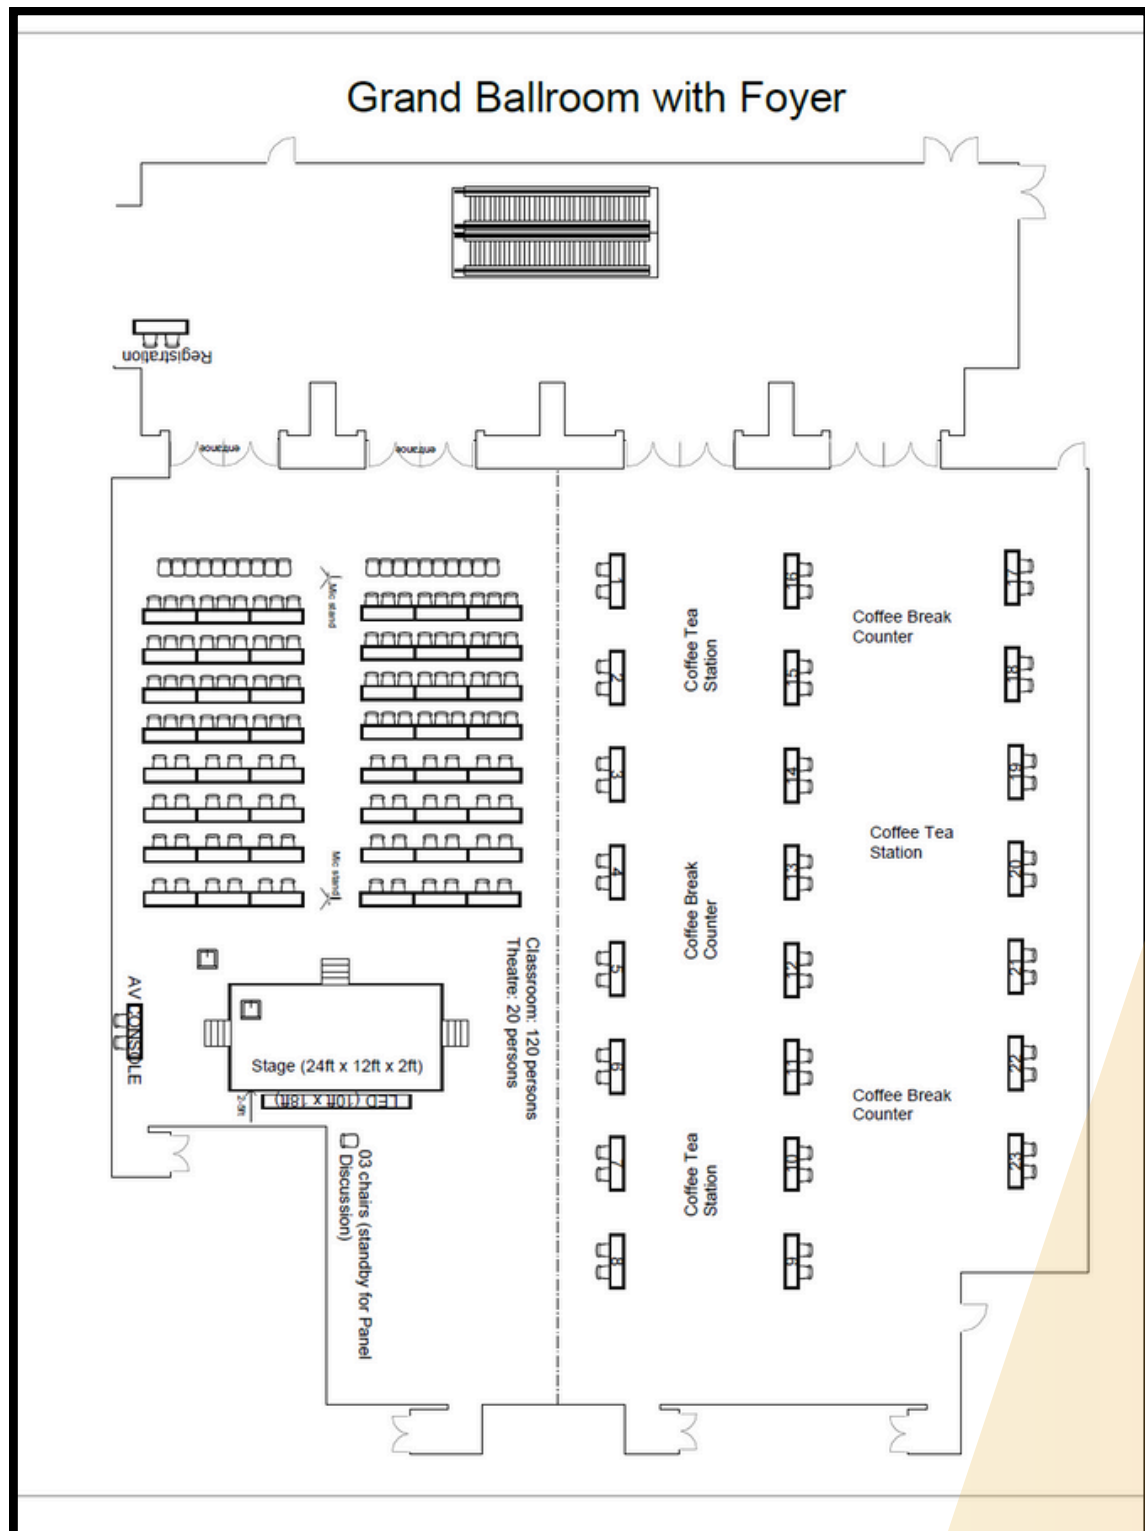 Grand Ballroom with Foyer
Registration
entrance
entrance
Mic stand
Mic stand
1
2
3
4
5
6
7
8
Coffee Tea
Station
Coffee Break
Counter
Coffee Tea
Station
16
15
14
13
12
11
10
9
Coffee Break
Counter
Coffee Tea
Station
Coffee Break
Counter
17
18
19
20
21
22
23
Classroom: 120 persons
Theatre: 20 persons
AV CONSOLE
Stage (24ft x 12ft x 2ft)
LED (10ft x 18ft)
2-5ft
03 chairs (standby for Panel
Discussion)